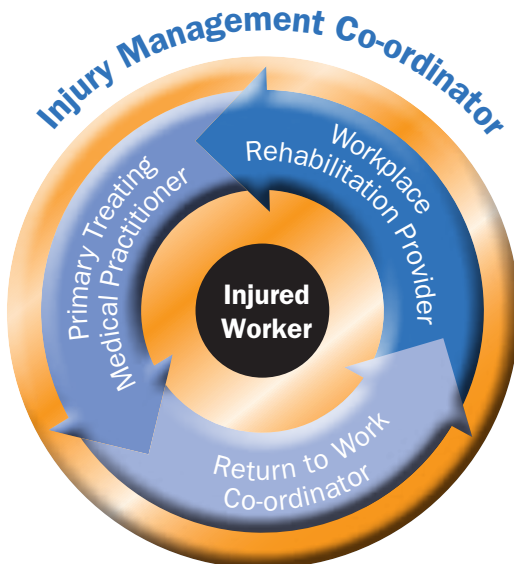 Injury Management Co-ordinator
Workplace
Rehabilitation Provider
Primary Treating
Medical Practitioner
Injured
Worker
Return to Work
Co-ordinator